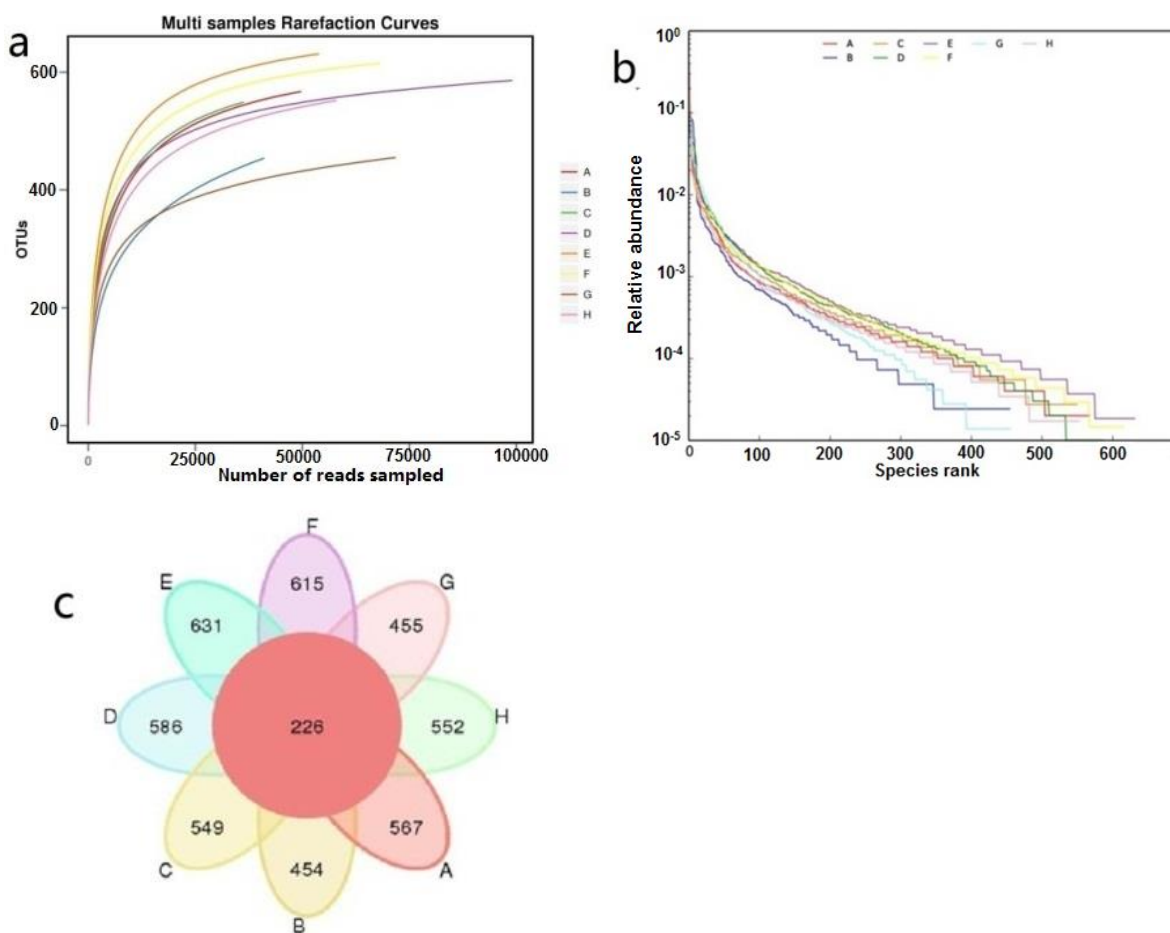 a
Multi samples Rarefaction Curves
600
400
200
0
OTUs
0 25000 50000 75000 100000
Number of reads sampled
A
B
C
D
E
F
G
H
b
A C E G H
B D F
10⁰
10⁻¹
10⁻²
10⁻³
10⁻⁴
10⁻⁵
Relative abundance
0 100 200 300 400 500 600
Species rank
c
F
615
E
631
G
455
D
586
226
H
552
C
549
B
454
A
567